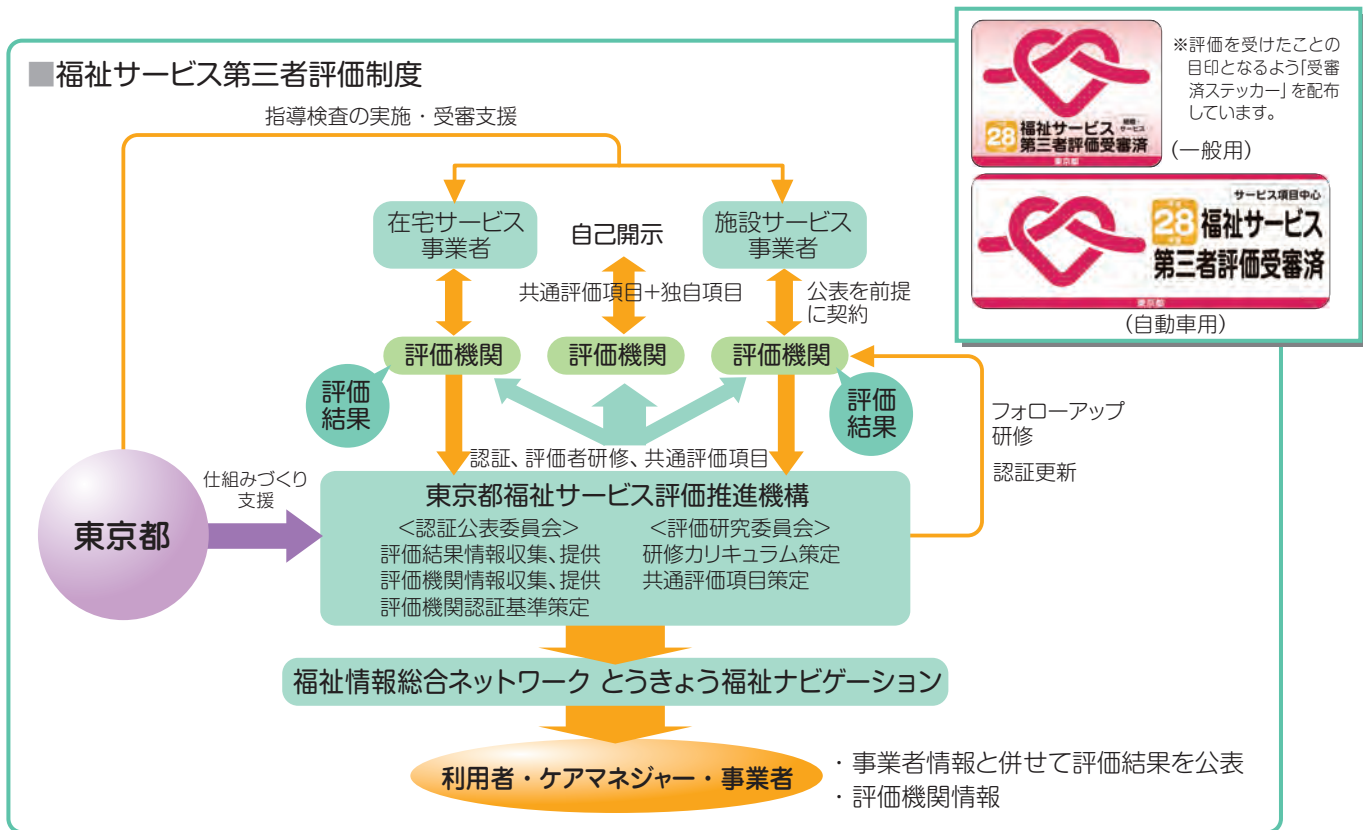 ■福祉サービス第三者評価制度
指導検査の実施・受審支援
28
福祉サービス
第三者評価受審済
東京都
※評価を受けたことの
目印となるよう「受審
済ステッカー」を配布
しています。
(一般用)
サービス項目中心
28
福祉サービス
第三者評価受審済
東京都
(自動車用)
在宅サービス
事業者
自己開示
施設サービス
事業者
共通評価項目+独自項目
公表を前提
に契約
評価機関
評価機関
評価機関
評価
結果
評価
結果
フォローアップ
研修
認証更新
認証、評価者研修、共通評価項目
仕組みづくり
支援
東京都
東京都福祉サービス評価推進機構
<認証公表委員会>
評価結果情報収集、提供
評価機関情報収集、提供
評価機関認証基準策定
<評価研究委員会>
研修カリキュラム策定
共通評価項目策定
福祉情報総合ネットワーク とうきょう福祉ナビゲーション
利用者・ケアマネジャー・事業者
・事業者情報と併せて評価結果を公表
・評価機関情報